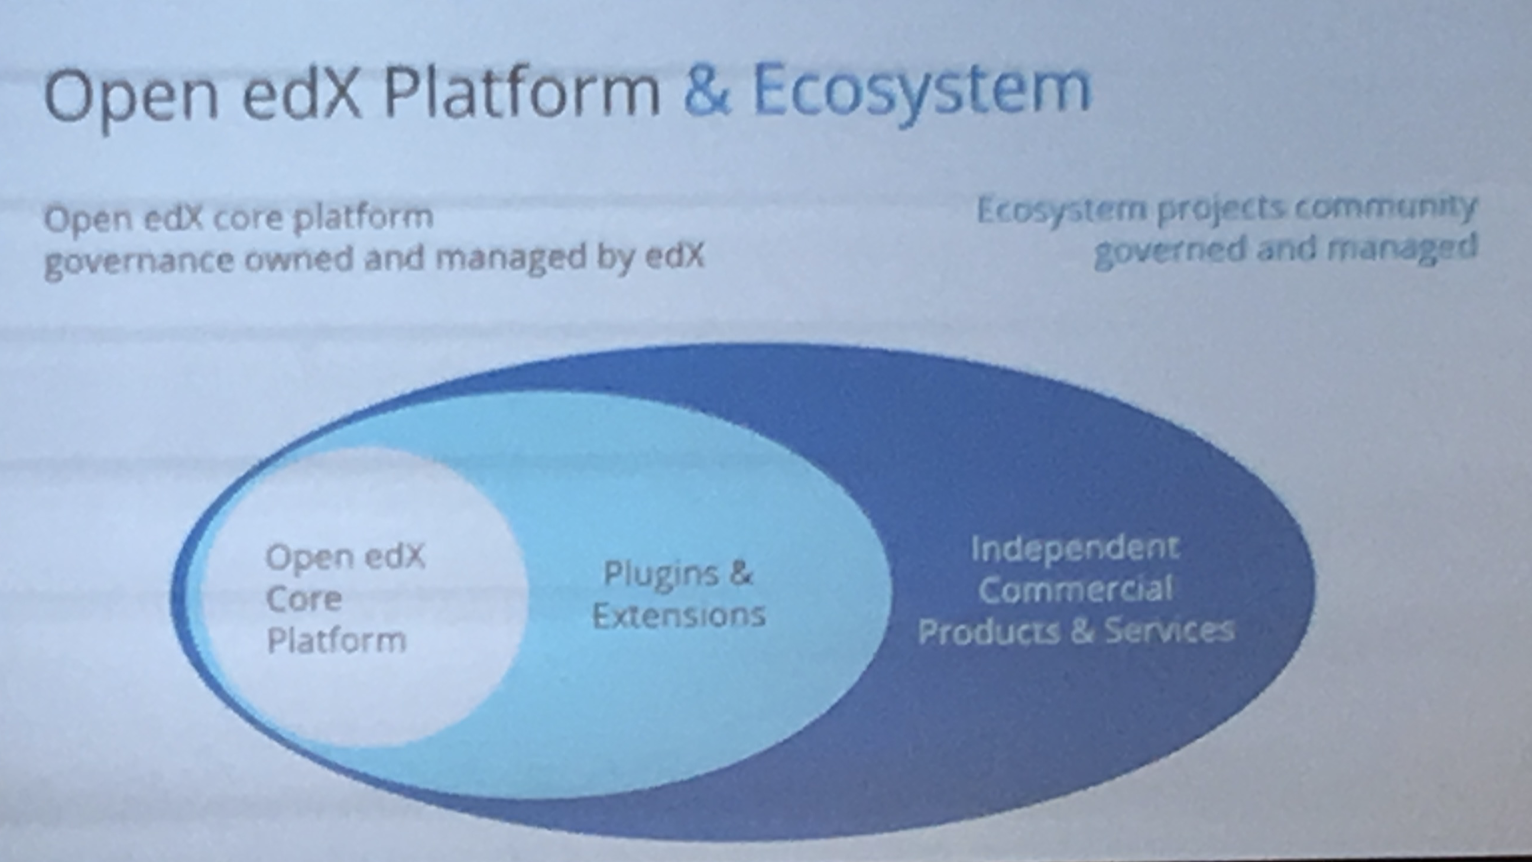 Open edX Platform & Ecosystem
Open edX core platform
governance owned and managed by edX
Ecosystem projects community
governed and managed
Open edX
Core
Platform
Plugins &
Extensions
Independent
Commercial
Products & Services